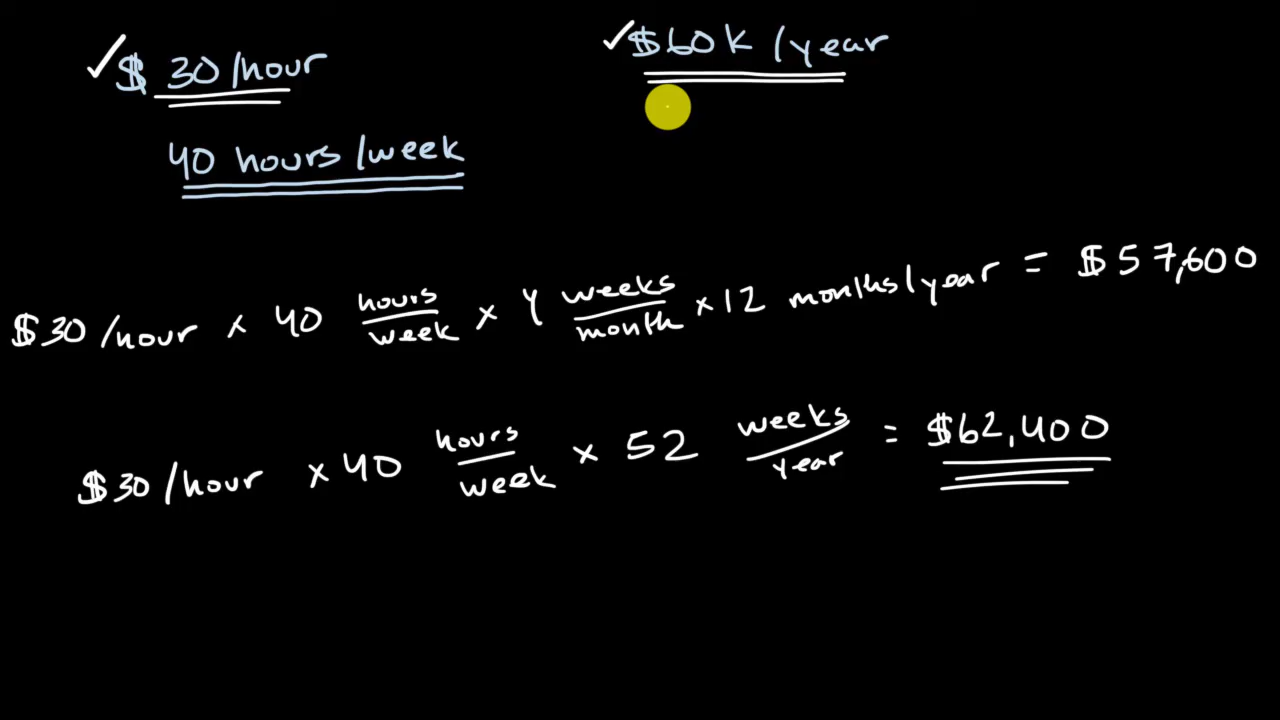 $30/hour
$60k/year
40 hours/week
$30/hour × 40 hours/week × 4 weeks/month × 12 months/year = $57,600
$30/hour × 40 hours/week × 52 weeks/year = $62,400